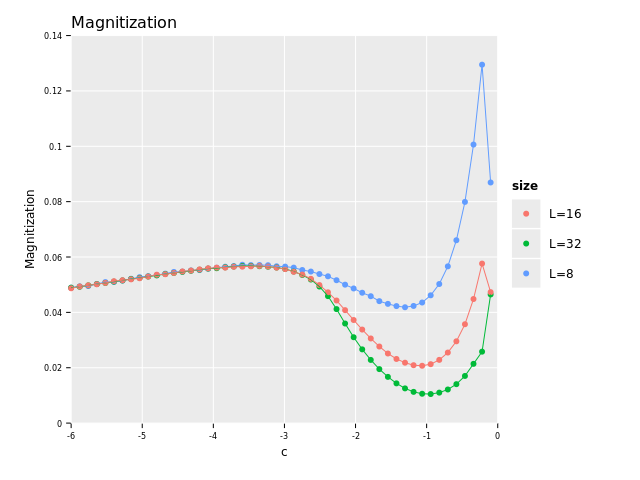 Magnitization
0.14
0.12
0.1
0.08
0.06
0.04
0.02
0
Magnitization
-6 -5 -4 -3 -2 -1 0
c
size
L=16
L=32
L=8